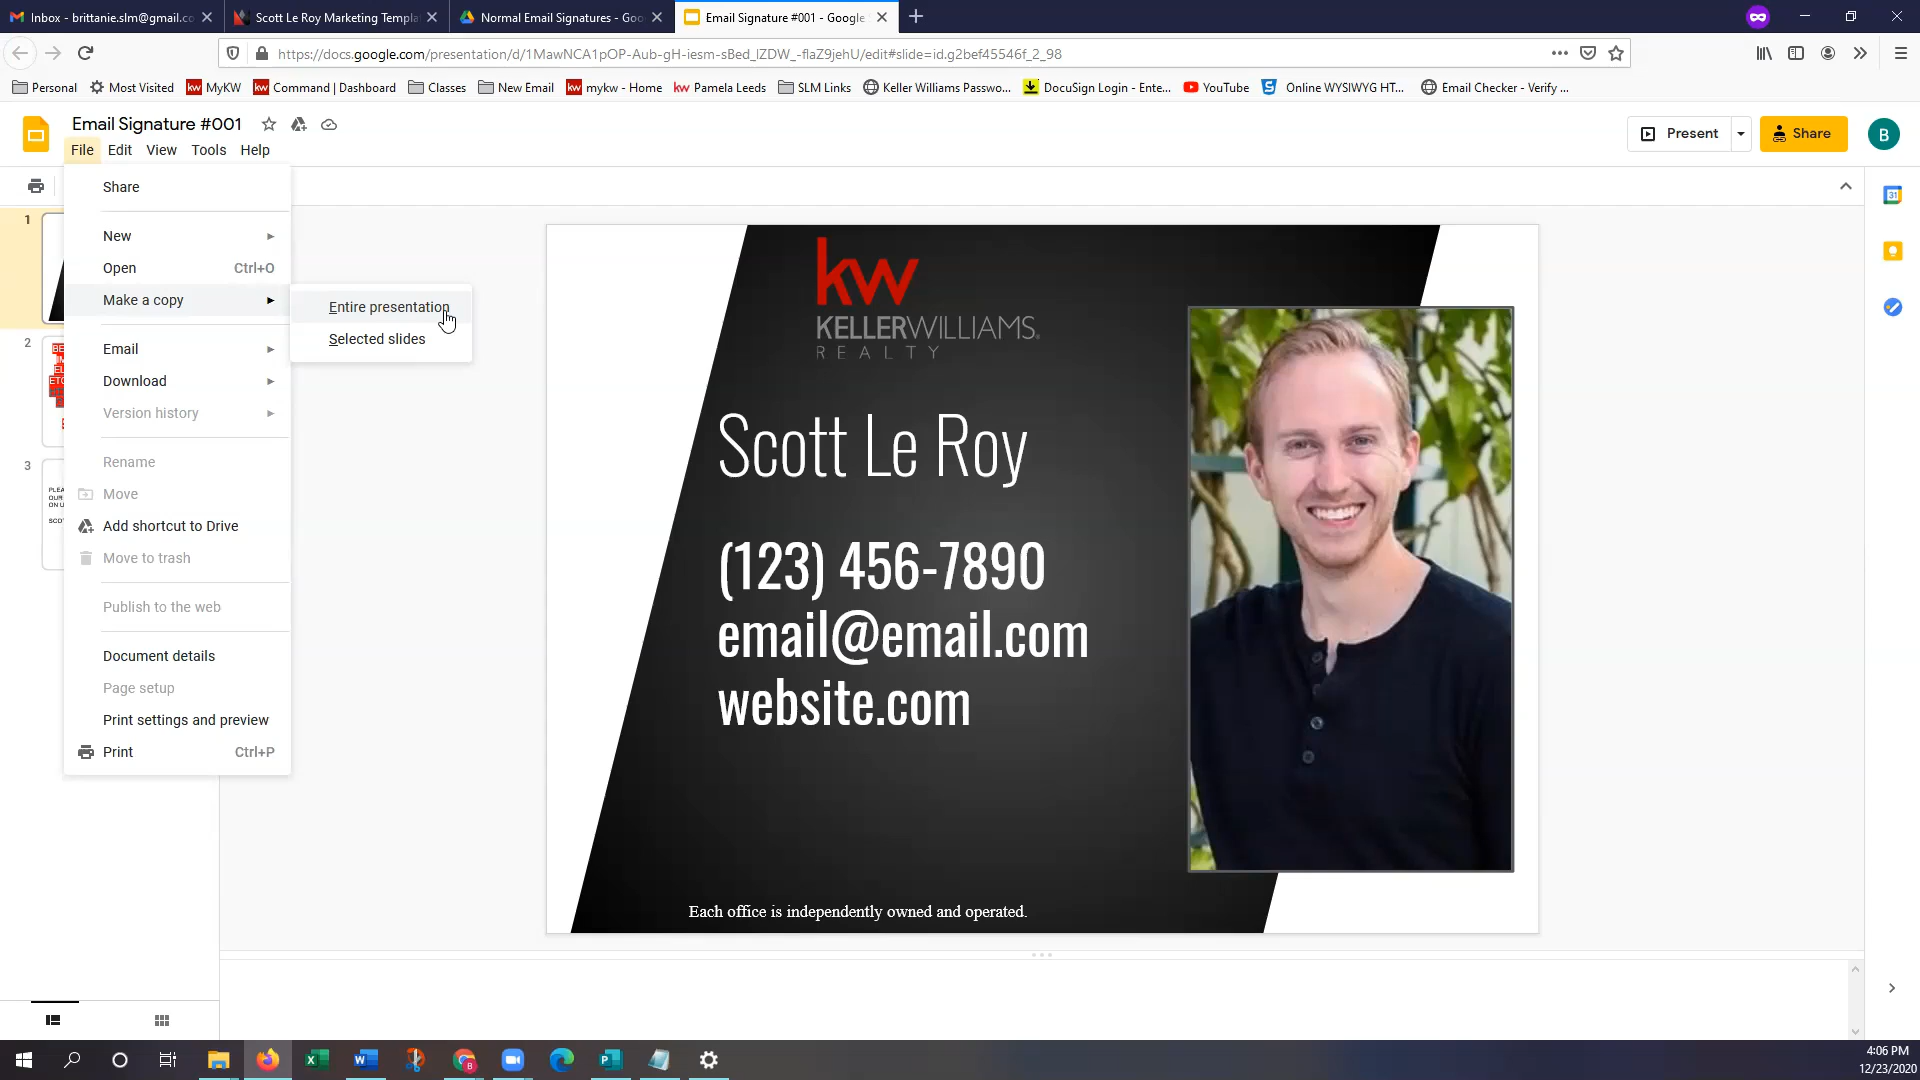 Inbox - brittanie.slm@gmail.co
Scott Le Roy Marketing Templa
Normal Email Signatures - Goo
Email Signature #001 - Google
https://docs.google.com/presentation/d/1MawNCA1pOP-Aub-gH-iesm-sBed_lZDW_-flaZ9jehU/edit#slide=id.g2bef45546f_2_98
Personal
Most Visited
kw MyKW
kw Command | Dashboard
Classes
New Email
kw mykw - Home
kw Pamela Leeds
SLM Links
Keller Williams Passwo...
DocuSign Login - Ente...
YouTube
Online WYSIWYG HT...
Email Checker - Verify ...
Email Signature #001
File Edit View Tools Help
Present
Share
B
31
Share
New
Open Ctrl+O
Make a copy
Entire presentation
Selected slides
Email
Download
Version history
Rename
Move
Add shortcut to Drive
Move to trash
Publish to the web
Document details
Page setup
Print settings and preview
Print Ctrl+P
1
2
3
kw
KELLERWILLIAMS.
REALTY
Scott Le Roy
(123) 456-7890
email@email.com
website.com
Each office is independently owned and operated.
4:06 PM
12/23/2020